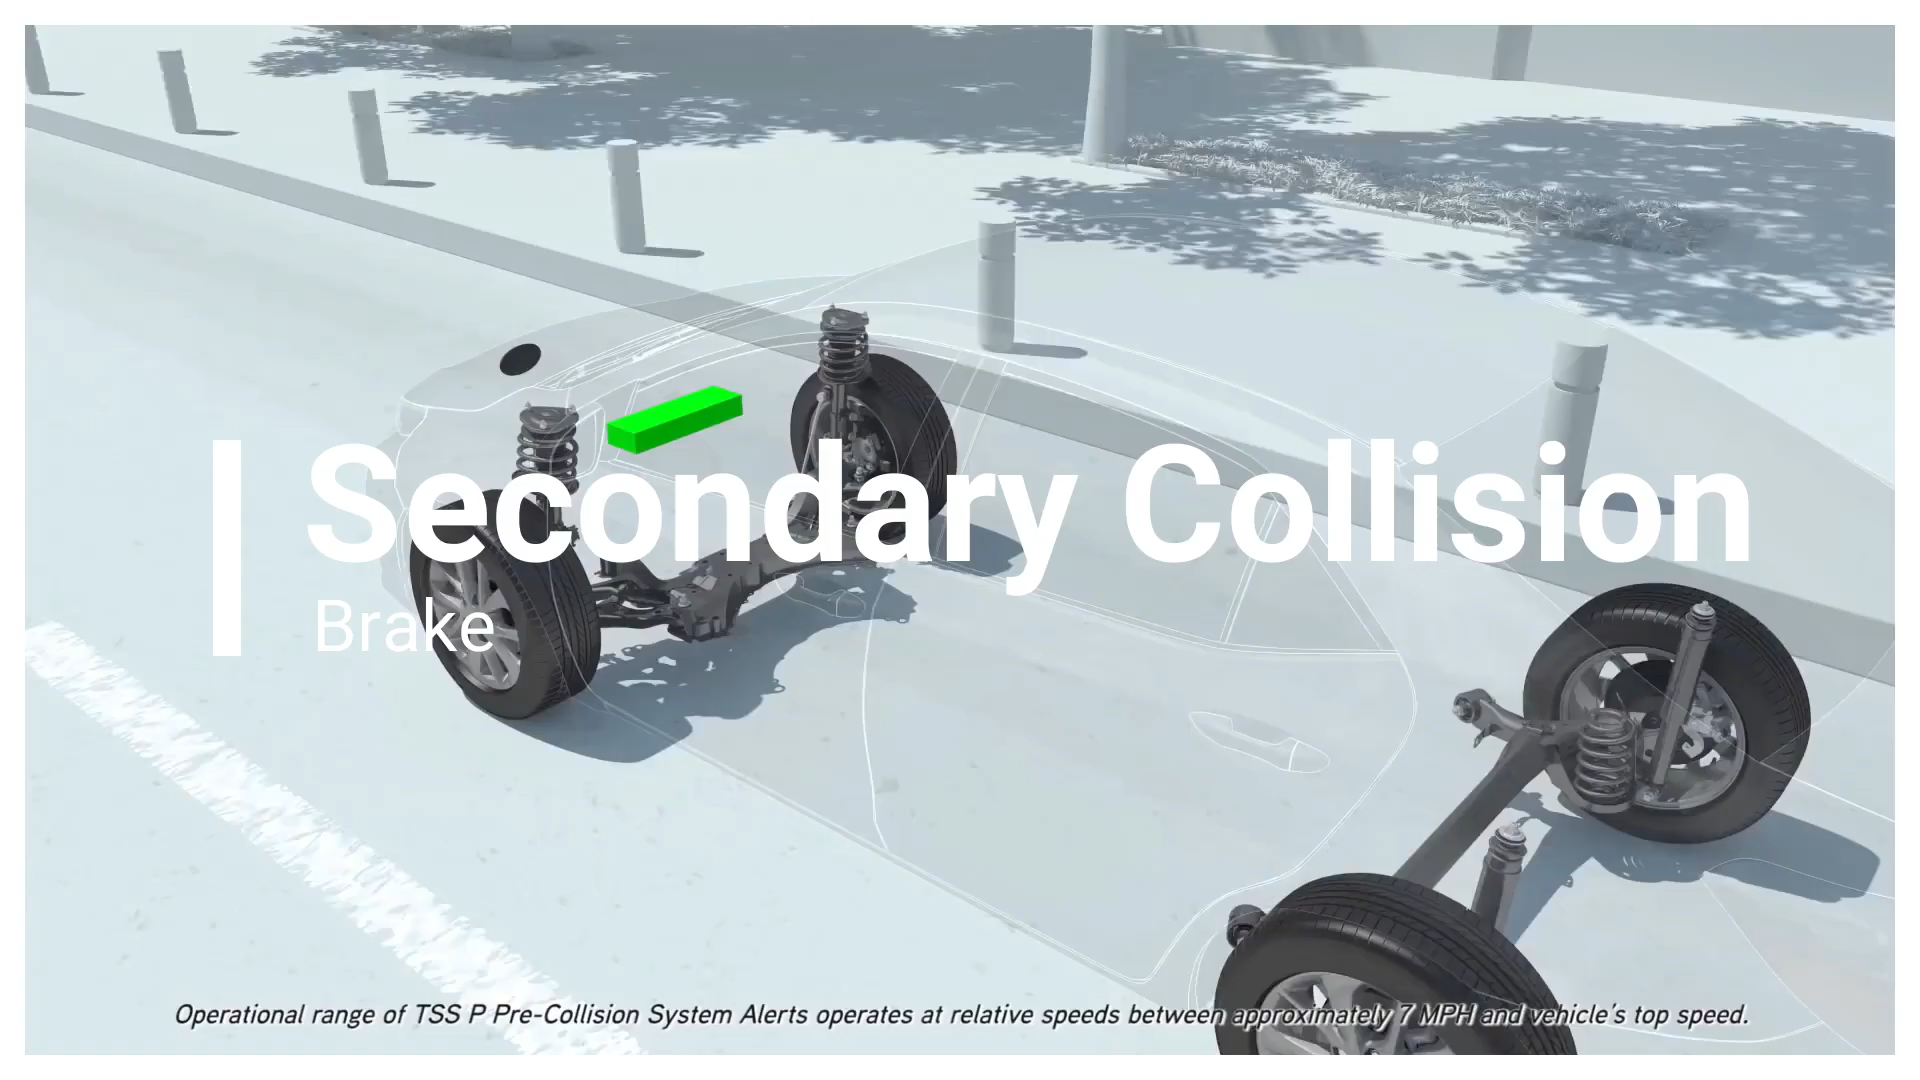 Secondary Collision
Brake
Operational range of TSS P Pre-Collision System Alerts operates at relative speeds between approximately 7 MPH and vehicle's top speed.